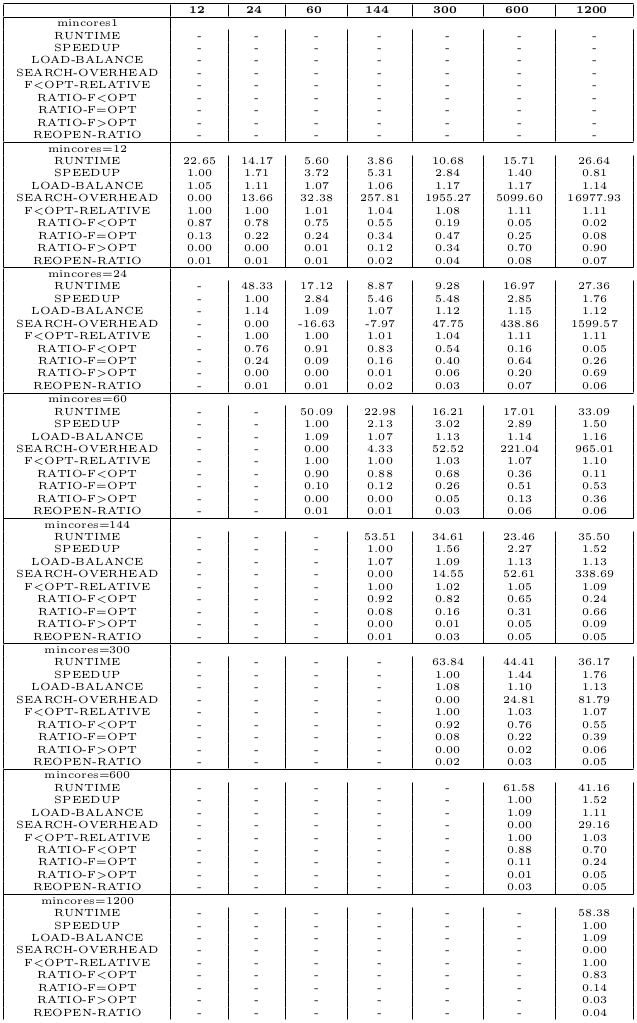 12 24 60 144 300 600 1200
mincores1
RUNTIME - - - - - - -
SPEEDUP - - - - - - -
LOAD-BALANCE - - - - - - -
SEARCH-OVERHEAD - - - - - - -
F<OPT-RELATIVE - - - - - - -
RATIO-F<OPT - - - - - - -
RATIO-F=OPT - - - - - - -
RATIO-F>OPT - - - - - - -
REOPEN-RATIO - - - - - - -
mincores=12
RUNTIME 22.65 14.17 5.60 3.86 10.68 15.71 26.64
SPEEDUP 1.00 1.71 3.72 5.31 2.84 1.40 0.81
LOAD-BALANCE 1.05 1.11 1.07 1.06 1.17 1.17 1.14
SEARCH-OVERHEAD 0.00 13.66 32.38 257.81 1955.27 5099.60 16977.93
F<OPT-RELATIVE 1.00 1.00 1.01 1.04 1.08 1.11 1.11
RATIO-F<OPT 0.87 0.78 0.75 0.55 0.19 0.05 0.02
RATIO-F=OPT 0.13 0.22 0.24 0.34 0.47 0.25 0.08
RATIO-F>OPT 0.00 0.00 0.01 0.12 0.34 0.70 0.90
REOPEN-RATIO 0.01 0.01 0.01 0.02 0.04 0.08 0.07
mincores=24
RUNTIME - 48.33 17.12 8.87 9.28 16.97 27.36
SPEEDUP - 1.00 2.84 5.46 5.48 2.85 1.76
LOAD-BALANCE - 1.14 1.09 1.07 1.12 1.15 1.12
SEARCH-OVERHEAD - 0.00 -16.63 -7.97 47.75 438.86 1599.57
F<OPT-RELATIVE - 1.00 1.00 1.01 1.04 1.11 1.11
RATIO-F<OPT - 0.76 0.91 0.83 0.54 0.16 0.05
RATIO-F=OPT - 0.24 0.09 0.16 0.40 0.64 0.26
RATIO-F>OPT - 0.00 0.00 0.01 0.06 0.20 0.69
REOPEN-RATIO - 0.01 0.01 0.02 0.03 0.07 0.06
mincores=60
RUNTIME - - 50.09 22.98 16.21 17.01 33.09
SPEEDUP - - 1.00 2.13 3.02 2.89 1.50
LOAD-BALANCE - - 1.09 1.07 1.13 1.14 1.16
SEARCH-OVERHEAD - - 0.00 4.33 52.52 221.04 965.01
F<OPT-RELATIVE - - 1.00 1.00 1.03 1.07 1.10
RATIO-F<OPT - - 0.90 0.88 0.68 0.36 0.11
RATIO-F=OPT - - 0.10 0.12 0.26 0.51 0.53
RATIO-F>OPT - - 0.00 0.00 0.05 0.13 0.36
REOPEN-RATIO - - 0.01 0.01 0.03 0.06 0.06
mincores=144
RUNTIME - - - 53.51 34.61 23.46 35.50
SPEEDUP - - - 1.00 1.56 2.27 1.52
LOAD-BALANCE - - - 1.07 1.09 1.13 1.13
SEARCH-OVERHEAD - - - 0.00 14.55 52.61 338.69
F<OPT-RELATIVE - - - 1.00 1.02 1.05 1.09
RATIO-F<OPT - - - 0.92 0.82 0.65 0.24
RATIO-F=OPT - - - 0.08 0.16 0.31 0.66
RATIO-F>OPT - - - 0.00 0.01 0.05 0.09
REOPEN-RATIO - - - 0.01 0.03 0.05 0.05
mincores=300
RUNTIME - - - - 63.84 44.41 36.17
SPEEDUP - - - - 1.00 1.44 1.76
LOAD-BALANCE - - - - 1.08 1.10 1.13
SEARCH-OVERHEAD - - - - 0.00 24.81 81.79
F<OPT-RELATIVE - - - - 1.00 1.03 1.07
RATIO-F<OPT - - - - 0.92 0.76 0.55
RATIO-F=OPT - - - - 0.08 0.22 0.39
RATIO-F>OPT - - - - 0.00 0.02 0.06
REOPEN-RATIO - - - - 0.02 0.03 0.05
mincores=600
RUNTIME - - - - - 61.58 41.16
SPEEDUP - - - - - 1.00 1.52
LOAD-BALANCE - - - - - 1.09 1.11
SEARCH-OVERHEAD - - - - - 0.00 29.16
F<OPT-RELATIVE - - - - - 1.00 1.03
RATIO-F<OPT - - - - - 0.88 0.70
RATIO-F=OPT - - - - - 0.11 0.24
RATIO-F>OPT - - - - - 0.01 0.05
REOPEN-RATIO - - - - - 0.03 0.05
mincores=1200
RUNTIME - - - - - - 58.38
SPEEDUP - - - - - - 1.00
LOAD-BALANCE - - - - - - 1.09
SEARCH-OVERHEAD - - - - - - 0.00
F<OPT-RELATIVE - - - - - - 1.00
RATIO-F<OPT - - - - - - 0.83
RATIO-F=OPT - - - - - - 0.14
RATIO-F>OPT - - - - - - 0.03
REOPEN-RATIO - - - - - - 0.04